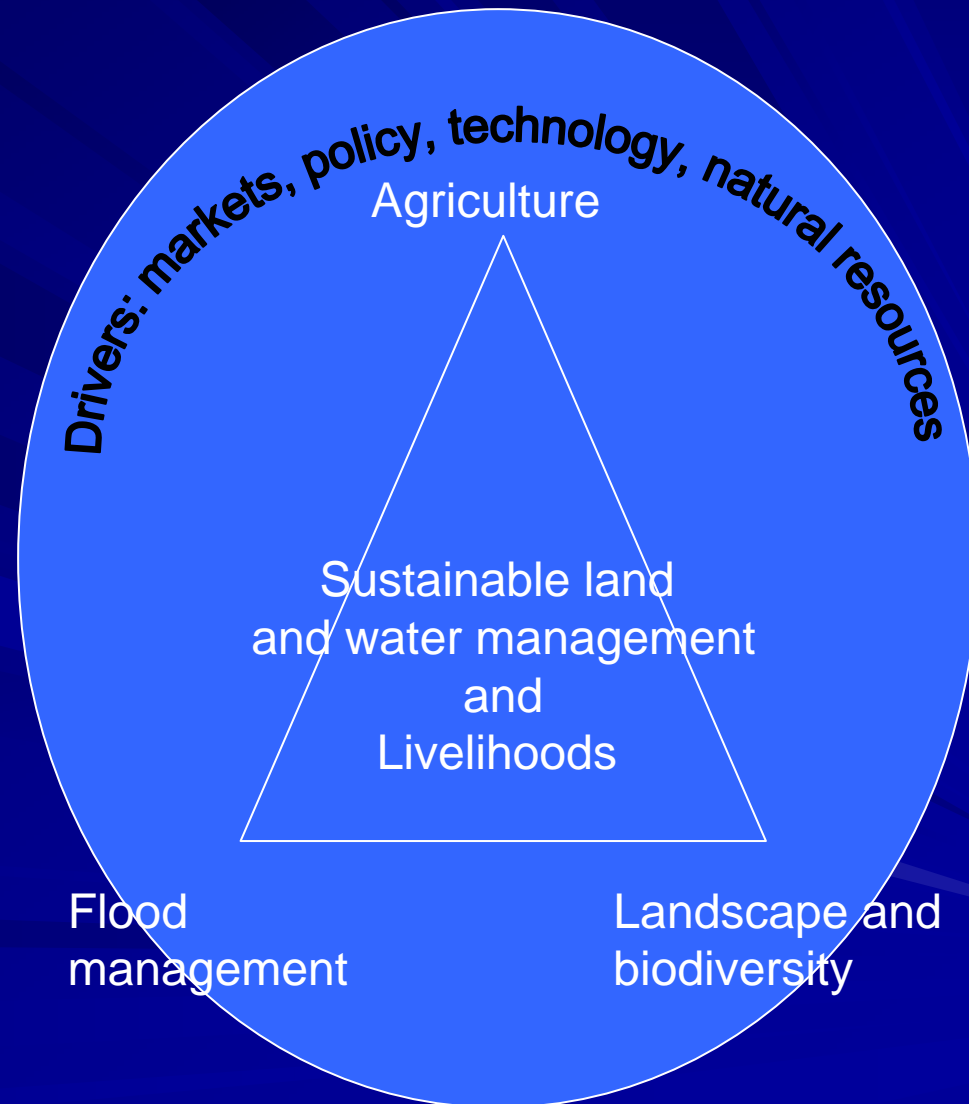 Drivers: markets, policy, technology, natural resources
Agriculture
Sustainable land
and water management
and
Livelihoods
Flood
management
Landscape and
biodiversity